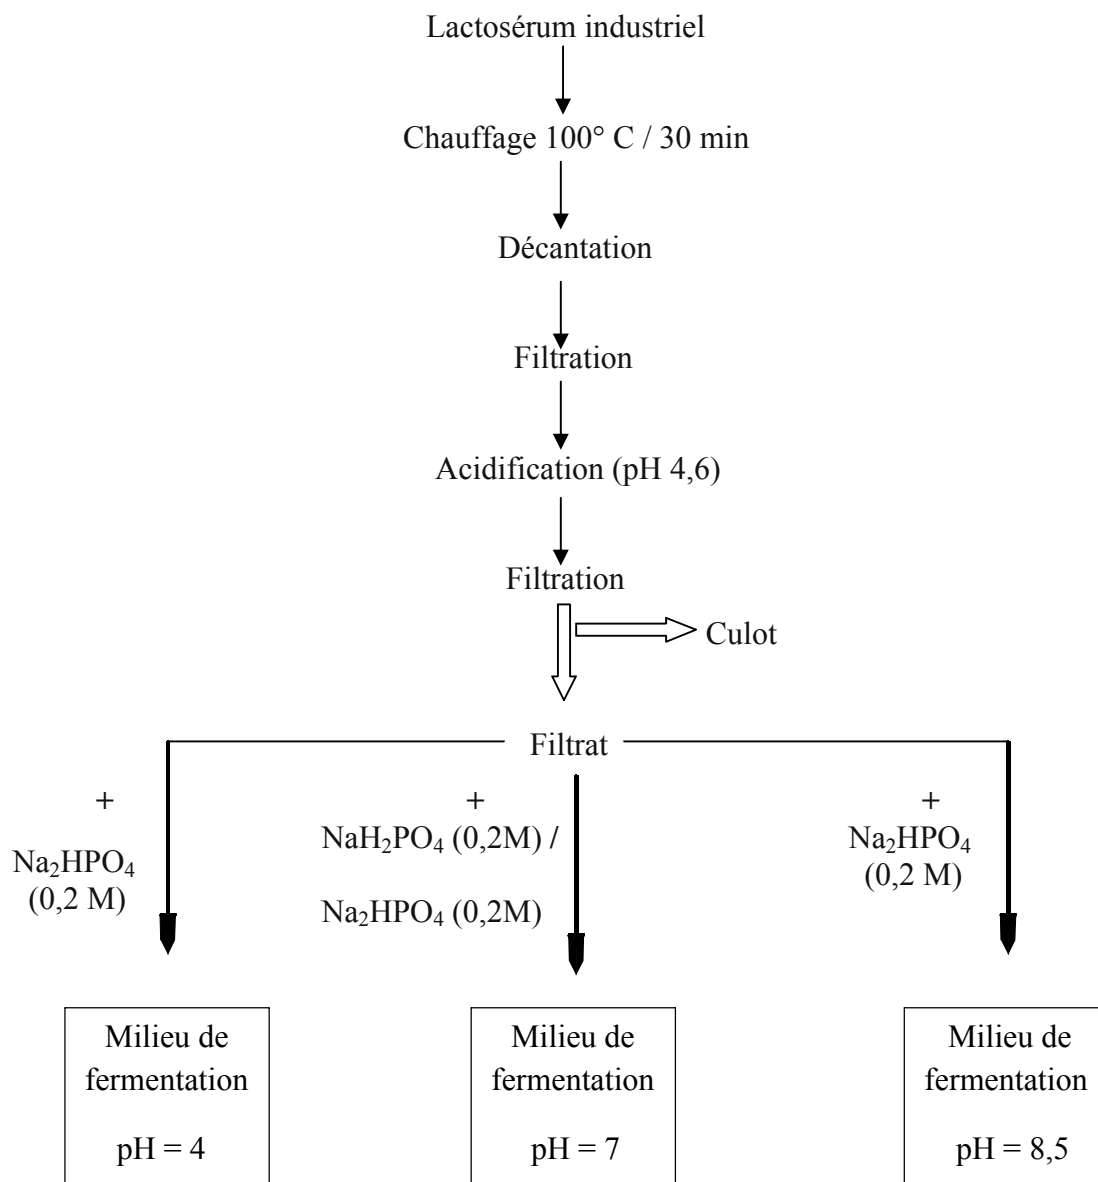 Lactosérum industriel
Chauffage 100° C / 30 min
Décantation
Filtration
Acidification (pH 4,6)
Filtration
Culot
Filtrat
+
Na₂HPO₄
(0,2 M)
+
NaH₂PO₄ (0,2M) /
Na₂HPO₄ (0,2M)
+
Na₂HPO₄
(0,2 M)
Milieu de
fermentation
pH = 4
Milieu de
fermentation
pH = 7
Milieu de
fermentation
pH = 8,5